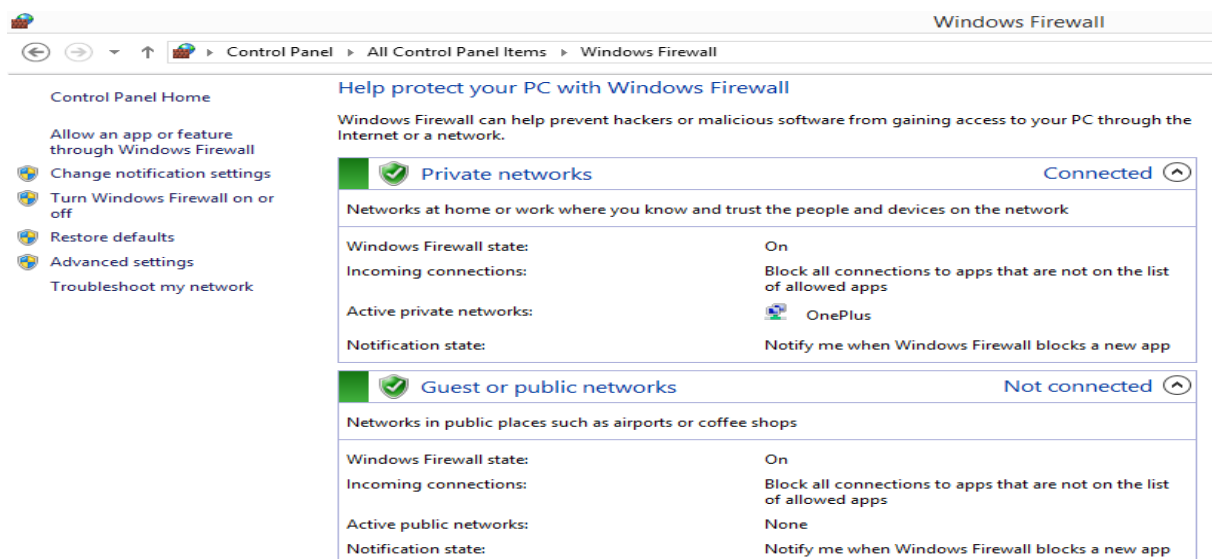 Windows Firewall
Control Panel All Control Panel Items Windows Firewall
Control Panel Home
Allow an app or feature
through Windows Firewall
Change notification settings
Turn Windows Firewall on or
off
Restore defaults
Advanced settings
Troubleshoot my network
Help protect your PC with Windows Firewall
Windows Firewall can help prevent hackers or malicious software from gaining access to your PC through the
Internet or a network.
Private networks Connected
Networks at home or work where you know and trust the people and devices on the network
Windows Firewall state: On
Incoming connections: Block all connections to apps that are not on the list
of allowed apps
Active private networks: OnePlus
Notification state: Notify me when Windows Firewall blocks a new app
Guest or public networks Not connected
Networks in public places such as airports or coffee shops
Windows Firewall state: On
Incoming connections: Block all connections to apps that are not on the list
of allowed apps
Active public networks: None
Notification state: Notify me when Windows Firewall blocks a new app